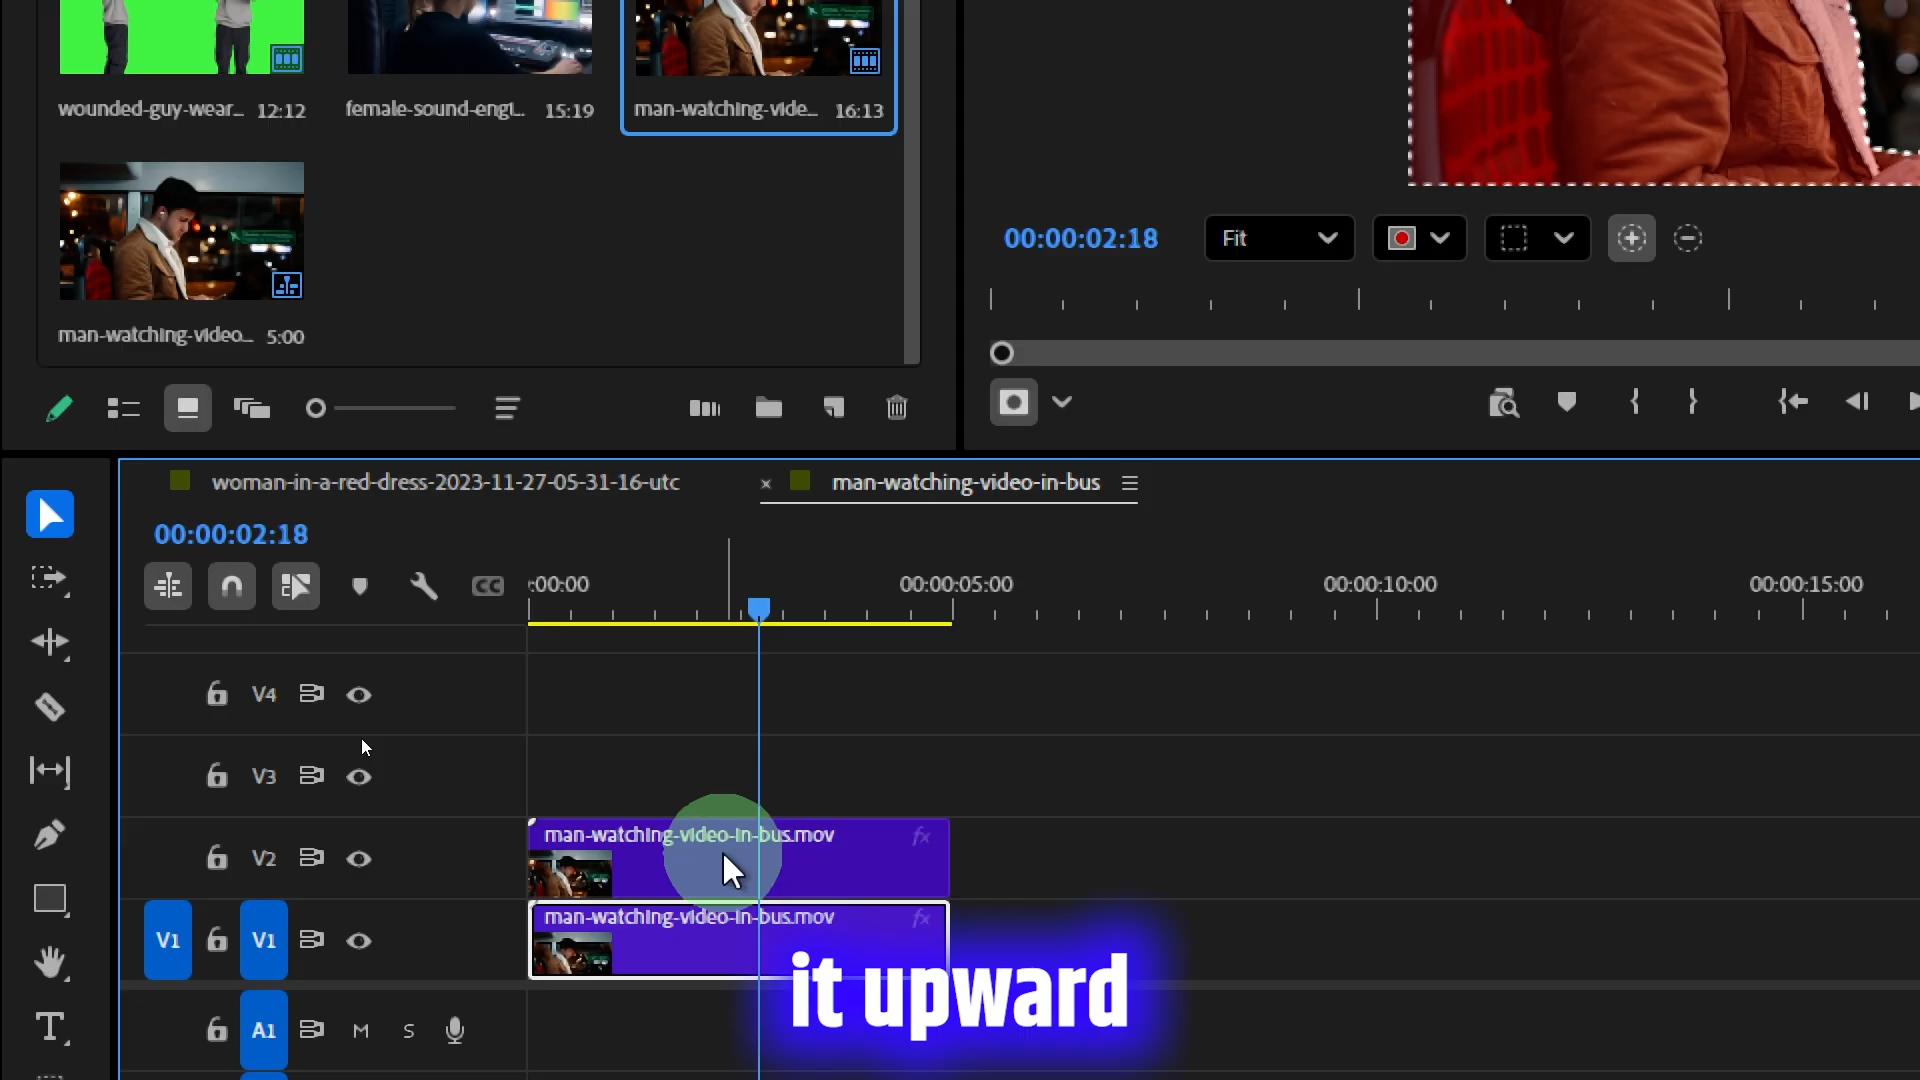 wounded-guy-wear... 12:12
female-sound-engi... 15:19
man-watching-vide... 16:13
man-watching-video... 5:00
00:00:02:18
Fit
woman-in-a-red-dress-2023-11-27-05-31-16-utc
× man-watching-video-in-bus
00:00:02:18
CC
:00:00
00:00:05:00
00:00:10:00
00:00:15:00
V4
V3
V2
man-watching-video-in-bus.mov fx
V1 V1
man-watching-video-in-bus.mov fx
it upward
A1 M S
T